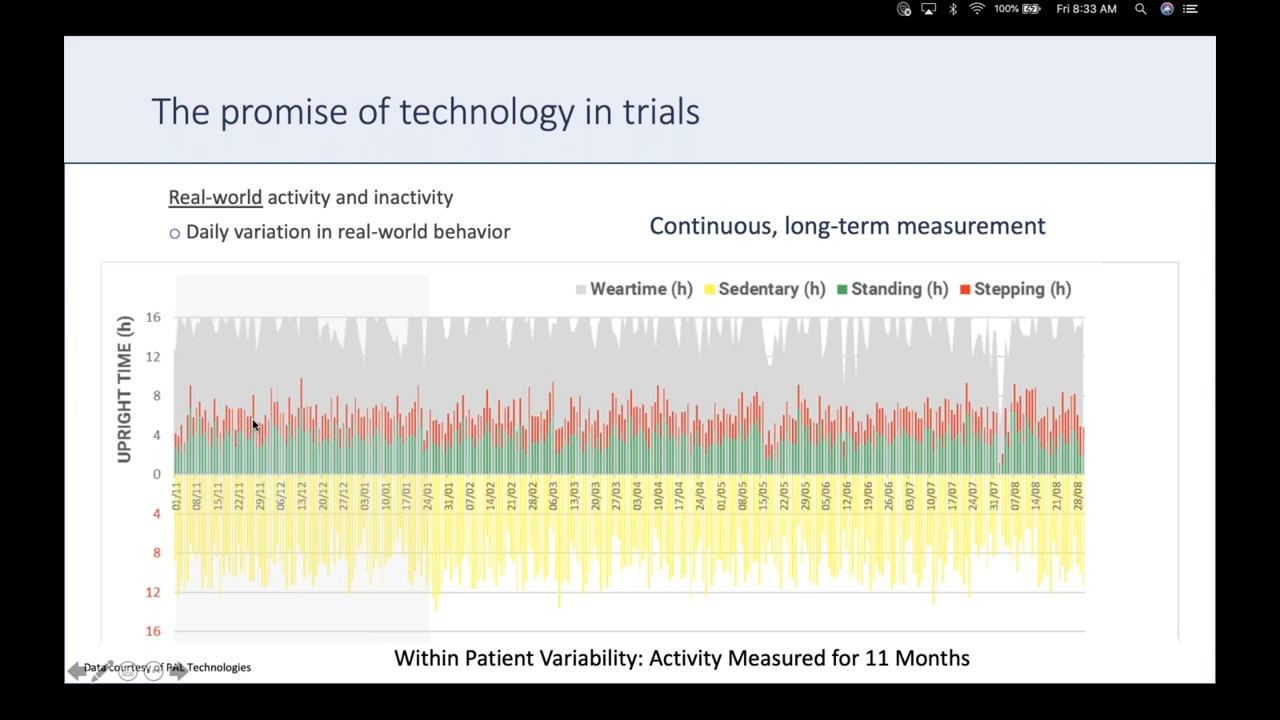 100% Fri 8:33 AM
The promise of technology in trials
Real-world activity and inactivity
Daily variation in real-world behavior
Continuous, long-term measurement
Weartime (h) Sedentary (h) Standing (h) Stepping (h)
UPRIGHT TIME (h)
16
12
8
4
0
01/11 08/11 15/11 22/11 29/11 06/12 13/12 20/12 27/12 03/01 10/01 17/01 24/01 31/01 07/02 14/02 21/02 28/02 06/03 13/03 20/03 27/03 03/04 10/04 17/04 24/04 01/05 08/05 15/05 22/05 29/05 05/06 12/06 19/06 26/06 03/07 10/07 17/07 24/07 31/07 07/08 14/08 21/08 28/08
4
8
12
16
Within Patient Variability: Activity Measured for 11 Months
Data courtesy of PAL Technologies